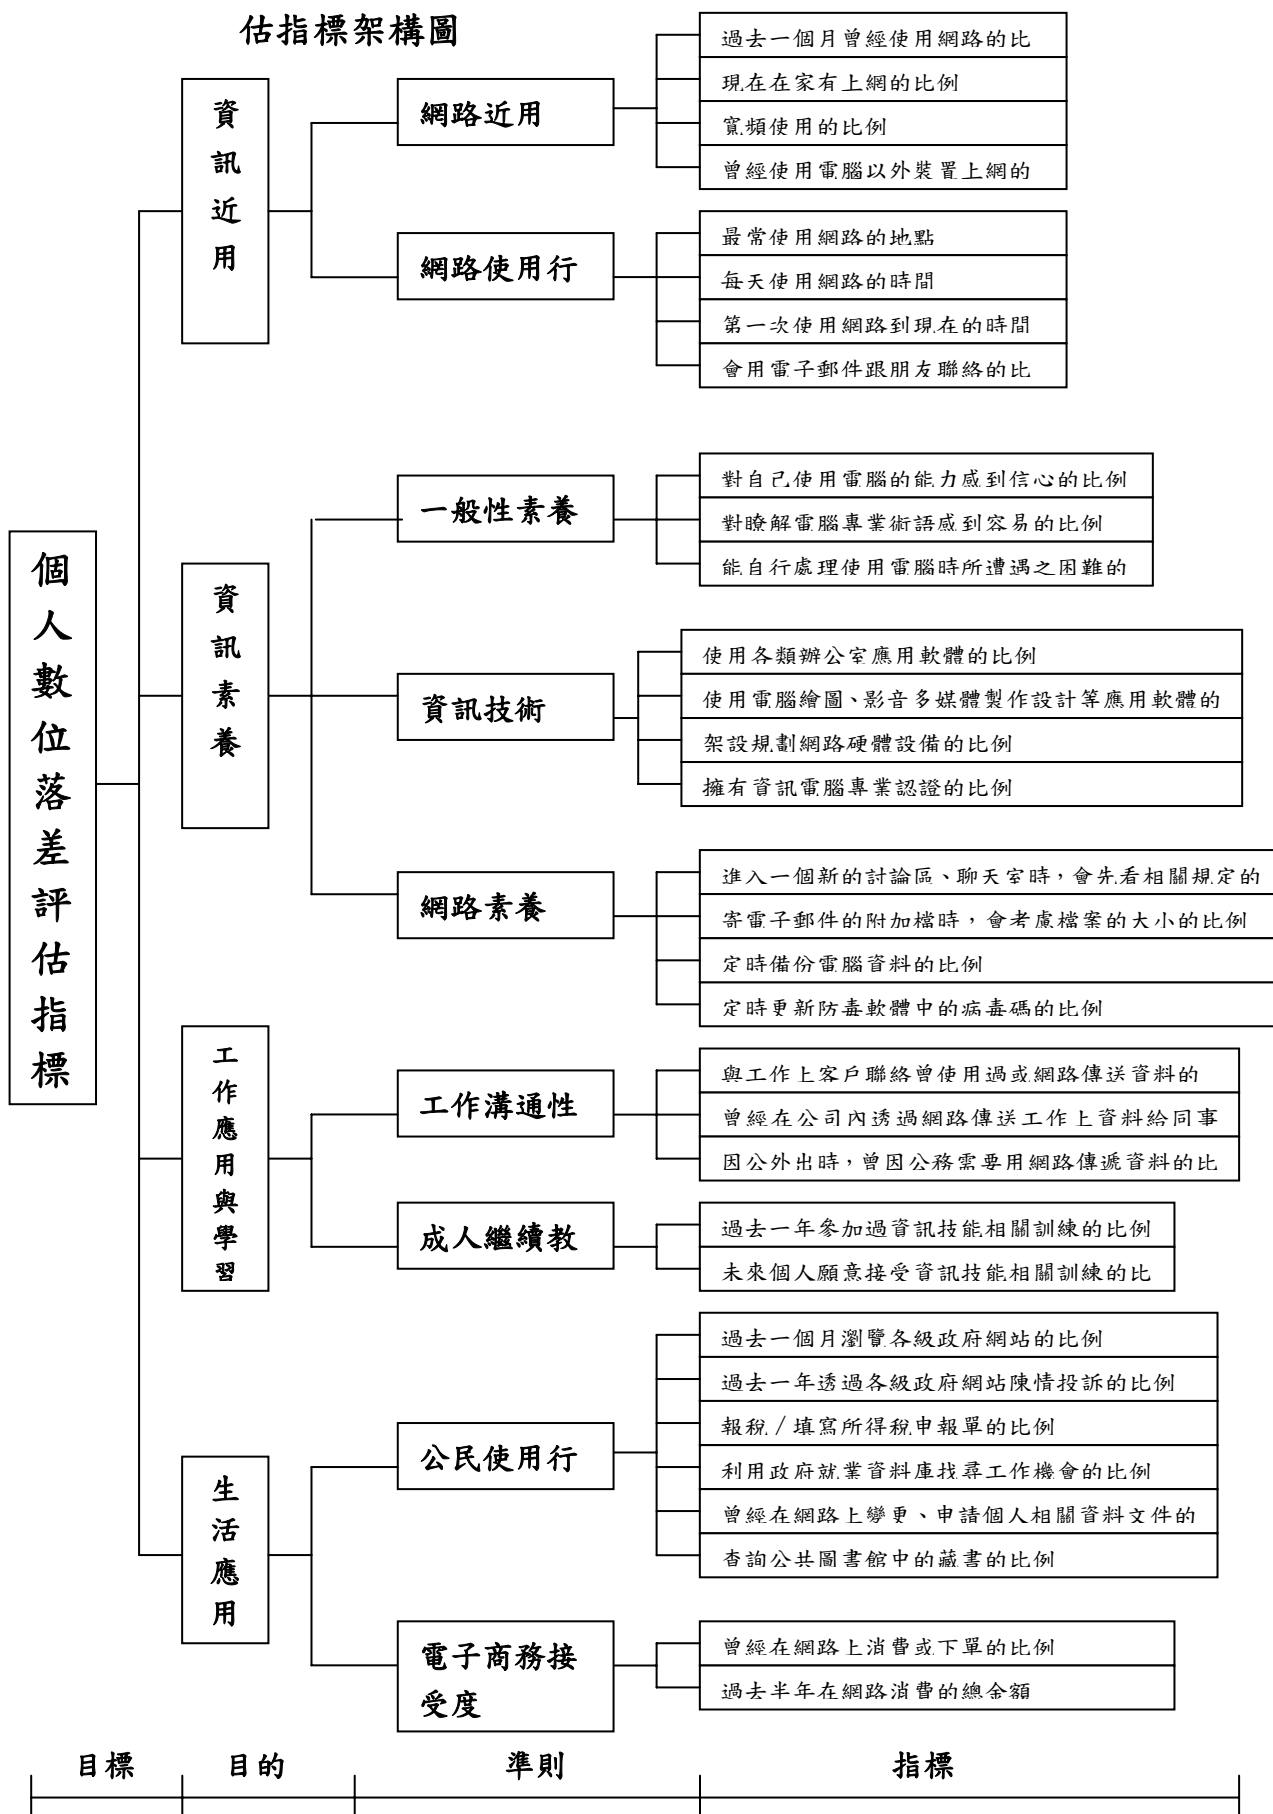 估指標架構圖
個人數位落差評估指標
資訊近用
網路近用
過去一個月曾經使用網路的比
現在在家有上網的比例
寬頻使用的比例
曾經使用電腦以外裝置上網的
網路使用行
最常使用網路的地點
每天使用網路的時間
第一次使用網路到現在的時間
會用電子郵件跟朋友聯絡的比
資訊素養
一般性素養
對自己使用電腦的能力感到信心的比例
對瞭解電腦專業術語感到容易的比例
能自行處理使用電腦時所遭遇之困難的
資訊技術
使用各類辦公室應用軟體的比例
使用電腦繪圖、影音多媒體製作設計等應用軟體的
架設規劃網路硬體設備的比例
擁有資訊電腦專業認證的比例
網路素養
進入一個新的討論區、聊天室時，會先看相關規定的
寄電子郵件的附加檔時，會考慮檔案的大小的比例
定時備份電腦資料的比例
定時更新防毒軟體中的病毒碼的比例
工作應用與學習
工作溝通性
與工作上客戶聯絡曾使用過或網路傳送資料的
曾經在公司內透過網路傳送工作上資料給同事
因公外出時，曾因公務需要用網路傳遞資料的比
成人繼續教
過去一年參加過資訊技能相關訓練的比例
未來個人願意接受資訊技能相關訓練的比
生活應用
公民使用行
過去一個月瀏覽各級政府網站的比例
過去一年透過各級政府網站陳情投訴的比例
報稅/填寫所得稅申報單的比例
利用政府就業資料庫找尋工作機會的比例
曾經在網路上變更、申請個人相關資料文件的
查詢公共圖書館中的藏書的比例
電子商務接
受度
曾經在網路上消費或下單的比例
過去半年在網路消費的總金額
目標 目的 準則 指標